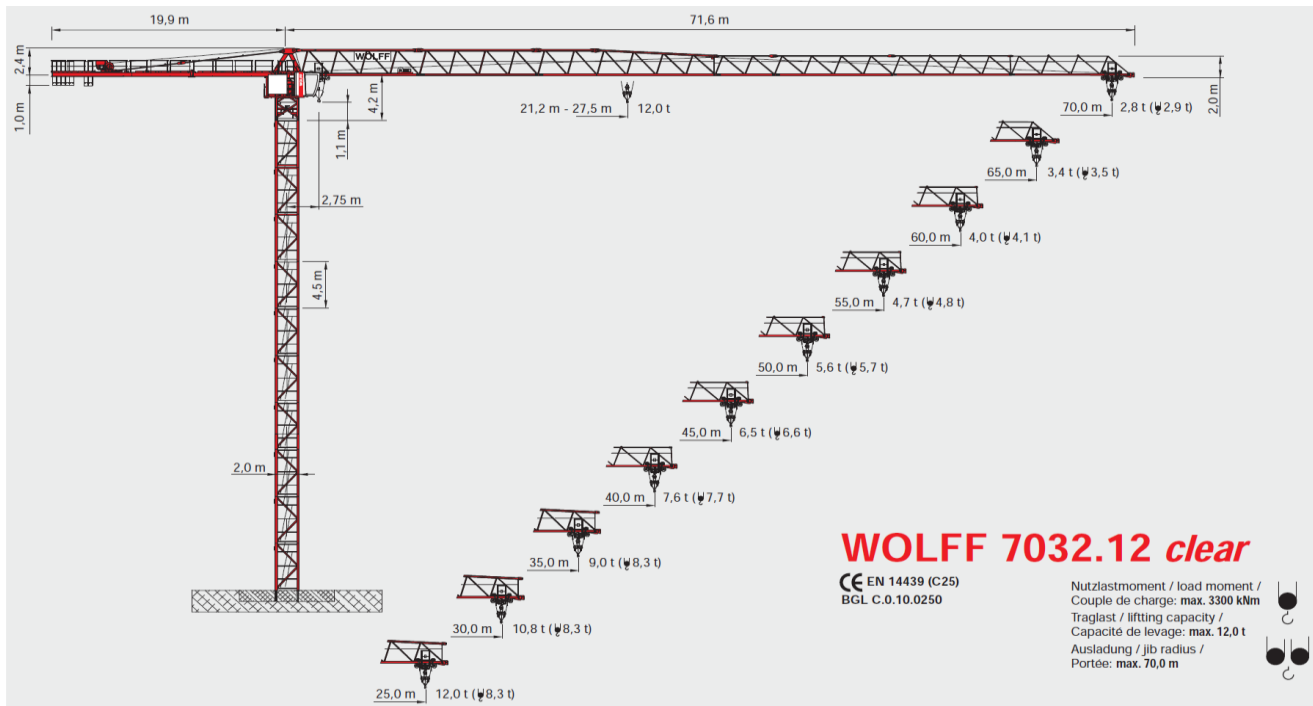 19,9 m
71,6 m
2,4 m
WOLFF
1,0 m
4,2 m
1,1 m
21,2 m - 27,5 m 12,0 t
70,0 m 2,8 t (2,9 t)
2,0 m
65,0 m 3,4 t (3,5 t)
2,75 m
60,0 m 4,0 t (4,1 t)
4,5 m
55,0 m 4,7 t (4,8 t)
50,0 m 5,6 t (5,7 t)
45,0 m 6,5 t (6,6 t)
2,0 m
40,0 m 7,6 t (7,7 t)
35,0 m 9,0 t (8,3 t)
30,0 m 10,8 t (8,3 t)
25,0 m 12,0 t (8,3 t)
WOLFF 7032.12 clear
CE EN 14439 (C25)
BGL C.0.10.0250
Nutzlastmoment / load moment /
Couple de charge: max. 3300 kNm
Traglast / liftting capacity /
Capacité de levage: max. 12,0 t
Ausladung / jib radius /
Portée: max. 70,0 m